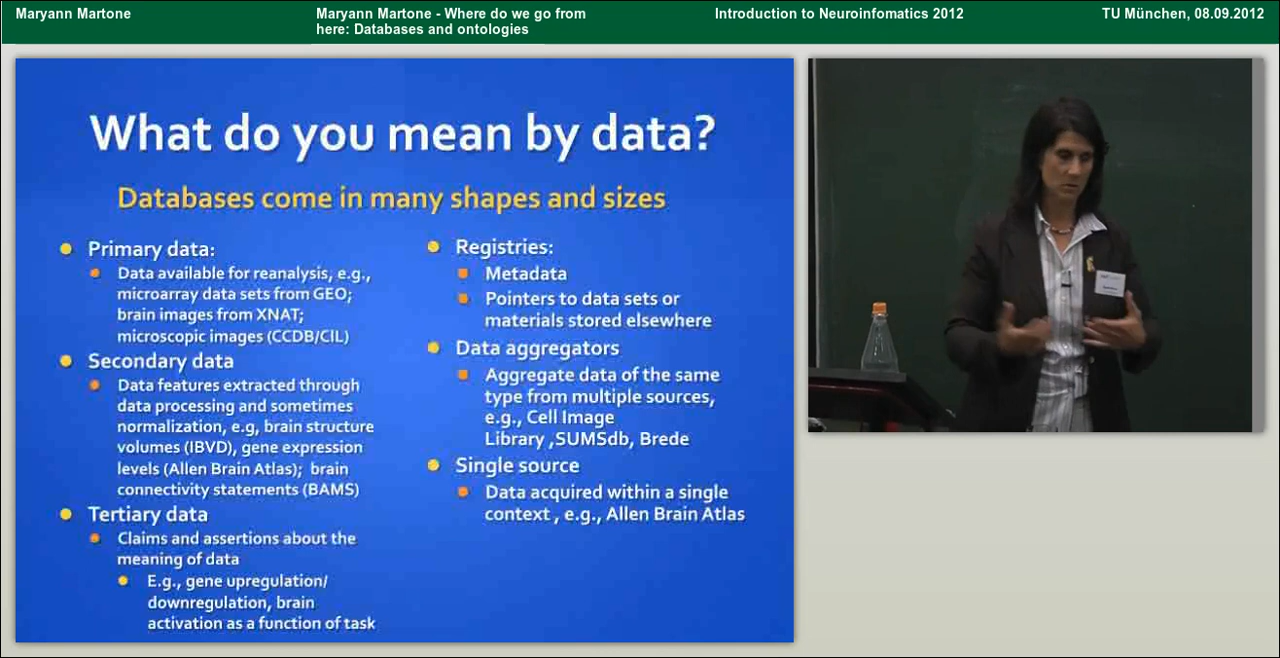 Maryann Martone
Maryann Martone - Where do we go from
here: Databases and ontologies
Introduction to Neuroinfomatics 2012
TU München, 08.09.2012
What do you mean by data?
Databases come in many shapes and sizes
Primary data:
Data available for reanalysis, e.g.,
microarray data sets from GEO;
brain images from XNAT;
microscopic images (CCDB/CIL)
Secondary data
Data features extracted through
data processing and sometimes
normalization, e.g, brain structure
volumes (IBVD), gene expression
levels (Allen Brain Atlas); brain
connectivity statements (BAMS)
Tertiary data
Claims and assertions about the
meaning of data
E.g., gene upregulation/
downregulation, brain
activation as a function of task
Registries:
Metadata
Pointers to data sets or
materials stored elsewhere
Data aggregators
Aggregate data of the same
type from multiple sources,
e.g., Cell Image
Library ,SUMSdb, Brede
Single source
Data acquired within a single
context , e.g., Allen Brain Atlas